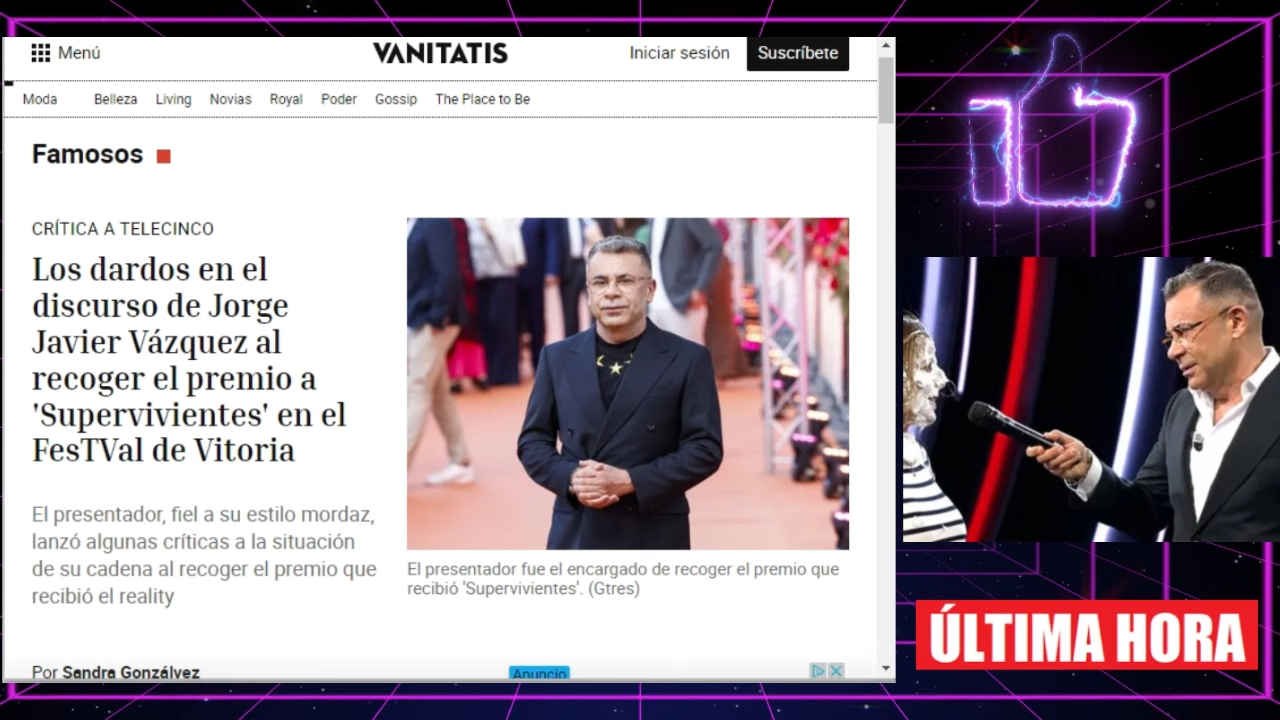 Menú
VANITATIS
Iniciar sesión
Suscríbete
Moda Belleza Living Novias Royal Poder Gossip The Place to Be
Famosos
CRÍTICA A TELECINCO
Los dardos en el
discurso de Jorge
Javier Vázquez al
recoger el premio a
'Supervivientes' en el
FesTVal de Vitoria
El presentador, fiel a su estilo mordaz,
lanzó algunas críticas a la situación
de su cadena al recoger el premio que
recibió el reality
El presentador fue el encargado de recoger el premio que
recibió 'Supervivientes'. (Gtres)
Por Sandra Gonzálvez
Anuncio
ÚLTIMA HORA